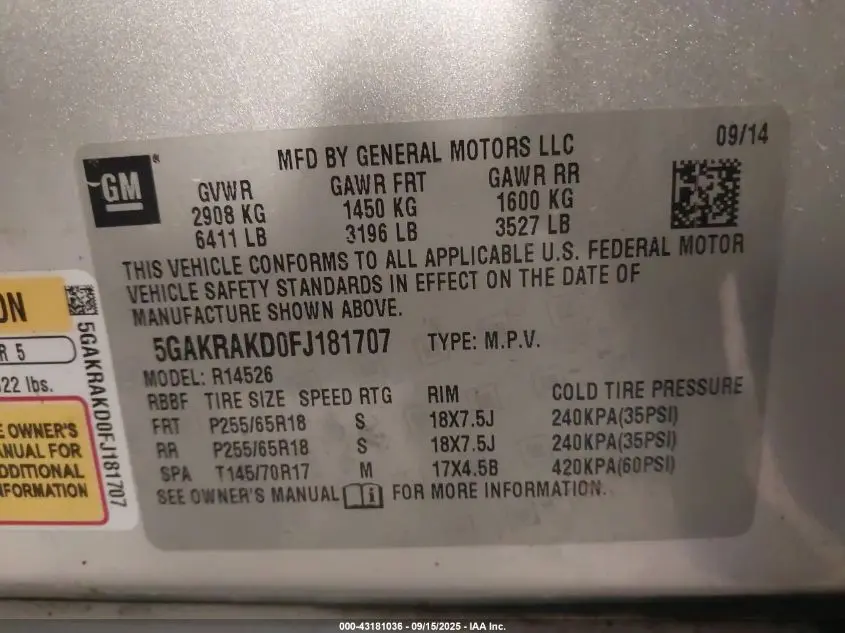 09/14
GM ®
MFD BY GENERAL MOTORS LLC
GVWR GAWR FRT GAWR RR
2908 KG 1450 KG 1600 KG
6411 LB 3196 LB 3527 LB
THIS VEHICLE CONFORMS TO ALL APPLICABLE U.S. FEDERAL MOTOR
VEHICLE SAFETY STANDARDS IN EFFECT ON THE DATE OF
MANUFACTURE SHOWN ABOVE.
5GAKRAKD0FJ181707 TYPE: M.P.V.
MODEL: R14526
RBBF TIRE SIZE SPEED RTG RIM COLD TIRE PRESSURE
FRT P255/65R18 S 18X7.5J 240KPA(35PSI)
RR P255/65R18 S 18X7.5J 240KPA(35PSI)
SPA T145/70R17 M 17X4.5B 420KPA(60PSI)
SEE OWNER'S MANUAL i FOR MORE INFORMATION.
ON
R 5
22 lbs.
E OWNER'S
ANUAL FOR
DDITIONAL
NFORMATION
5GAKRAKD0FJ181707
000-43181036 - 09/15/2025 - IAA Inc.